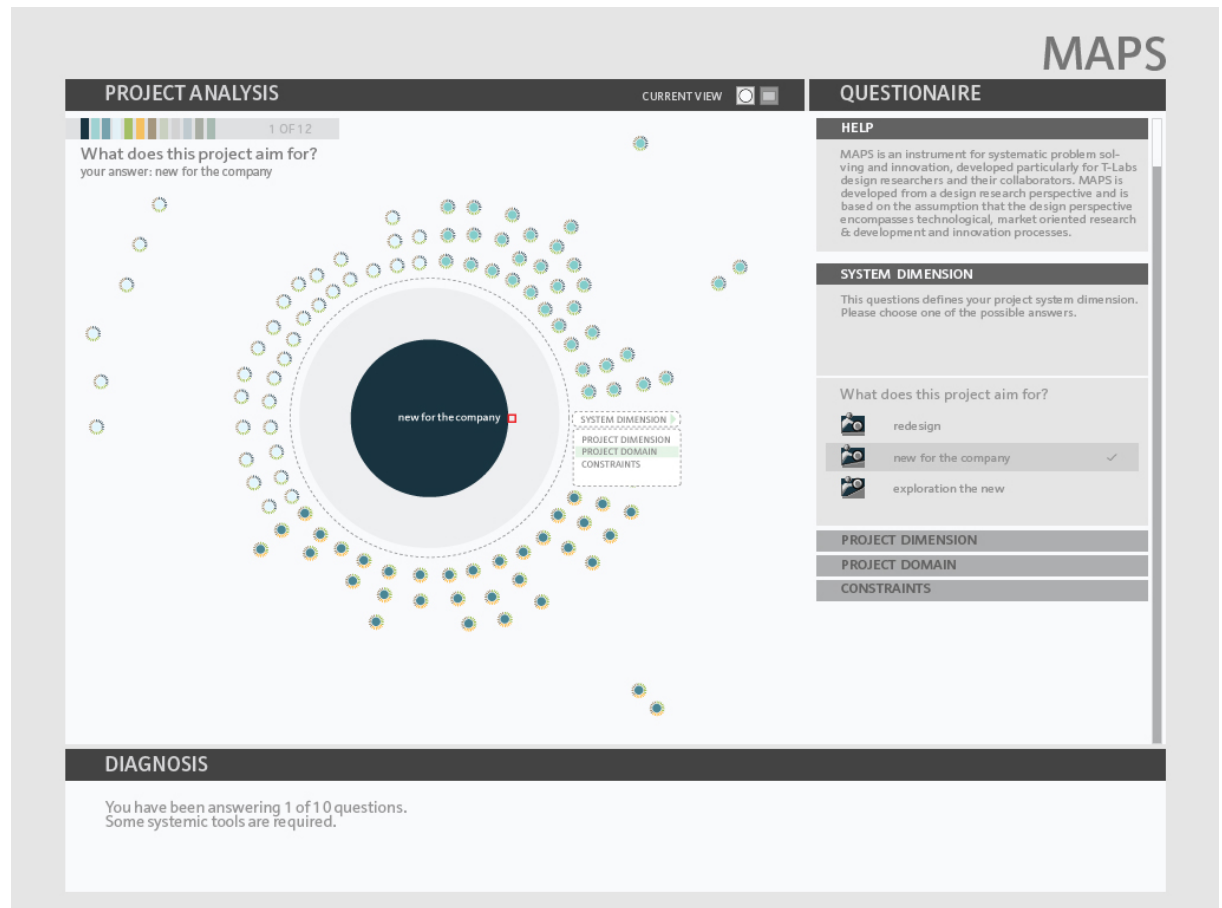 MAPS
PROJECT ANALYSIS
CURRENT VIEW
1 OF 12
What does this project aim for?
your answer: new for the company
new for the company
SYSTEM DIMENSION
PROJECT DIMENSION
PROJECT DOMAIN
CONSTRAINTS
QUESTIONAIRE
HELP
MAPS is an instrument for systematic problem sol-
ving and innovation, developed particularly for T-Labs
design researchers and their collaborators. MAPS is
developed from a design research perspective and is
based on the assumption that the design perspective
encompasses technological, market oriented research
& development and innovation processes.
SYSTEM DIMENSION
This questions defines your project system dimension.
Please choose one of the possible answers.
What does this project aim for?
redesign
new for the company
exploration the new
PROJECT DIMENSION
PROJECT DOMAIN
CONSTRAINTS
DIAGNOSIS
You have been answering 1 of 10 questions.
Some systemic tools are required.